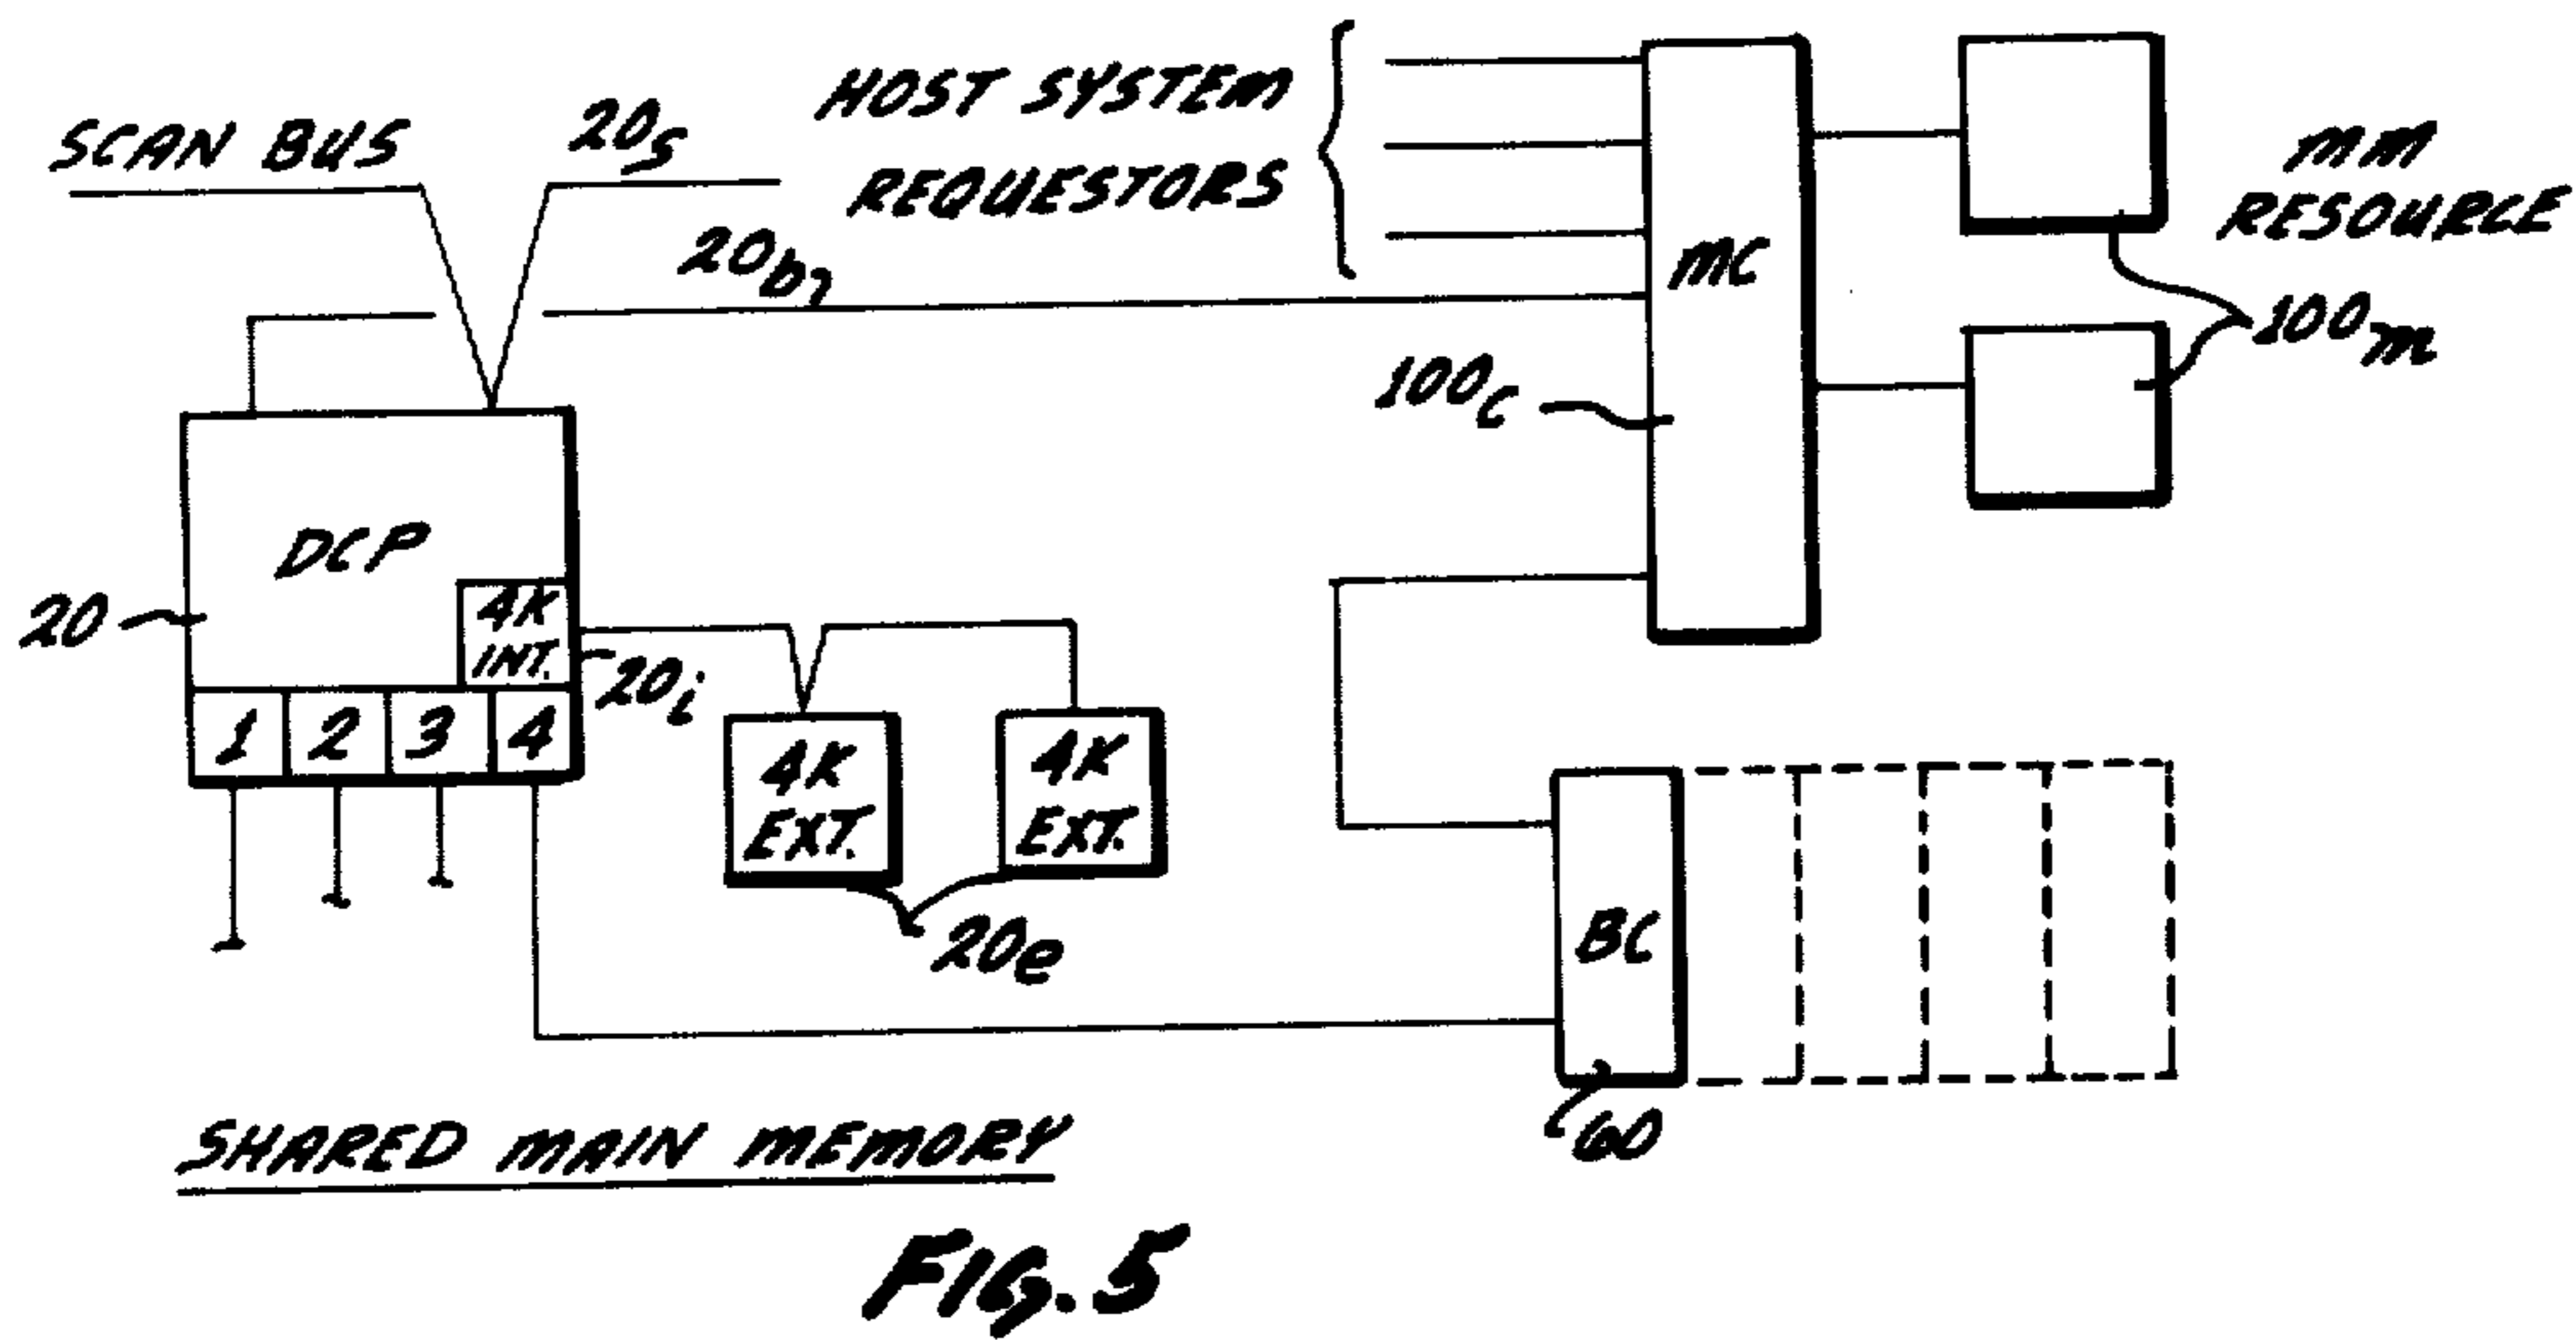 SCAN BUS
20s
HOST SYSTEM
REQUESTORS
20b7
MC
MM
RESOURCE
100m
100c
DCP
20
4K
INT.
20i
1 2 3 4
4K
EXT.
4K
EXT.
20e
BC
60
SHARED MAIN MEMORY
FIG. 5